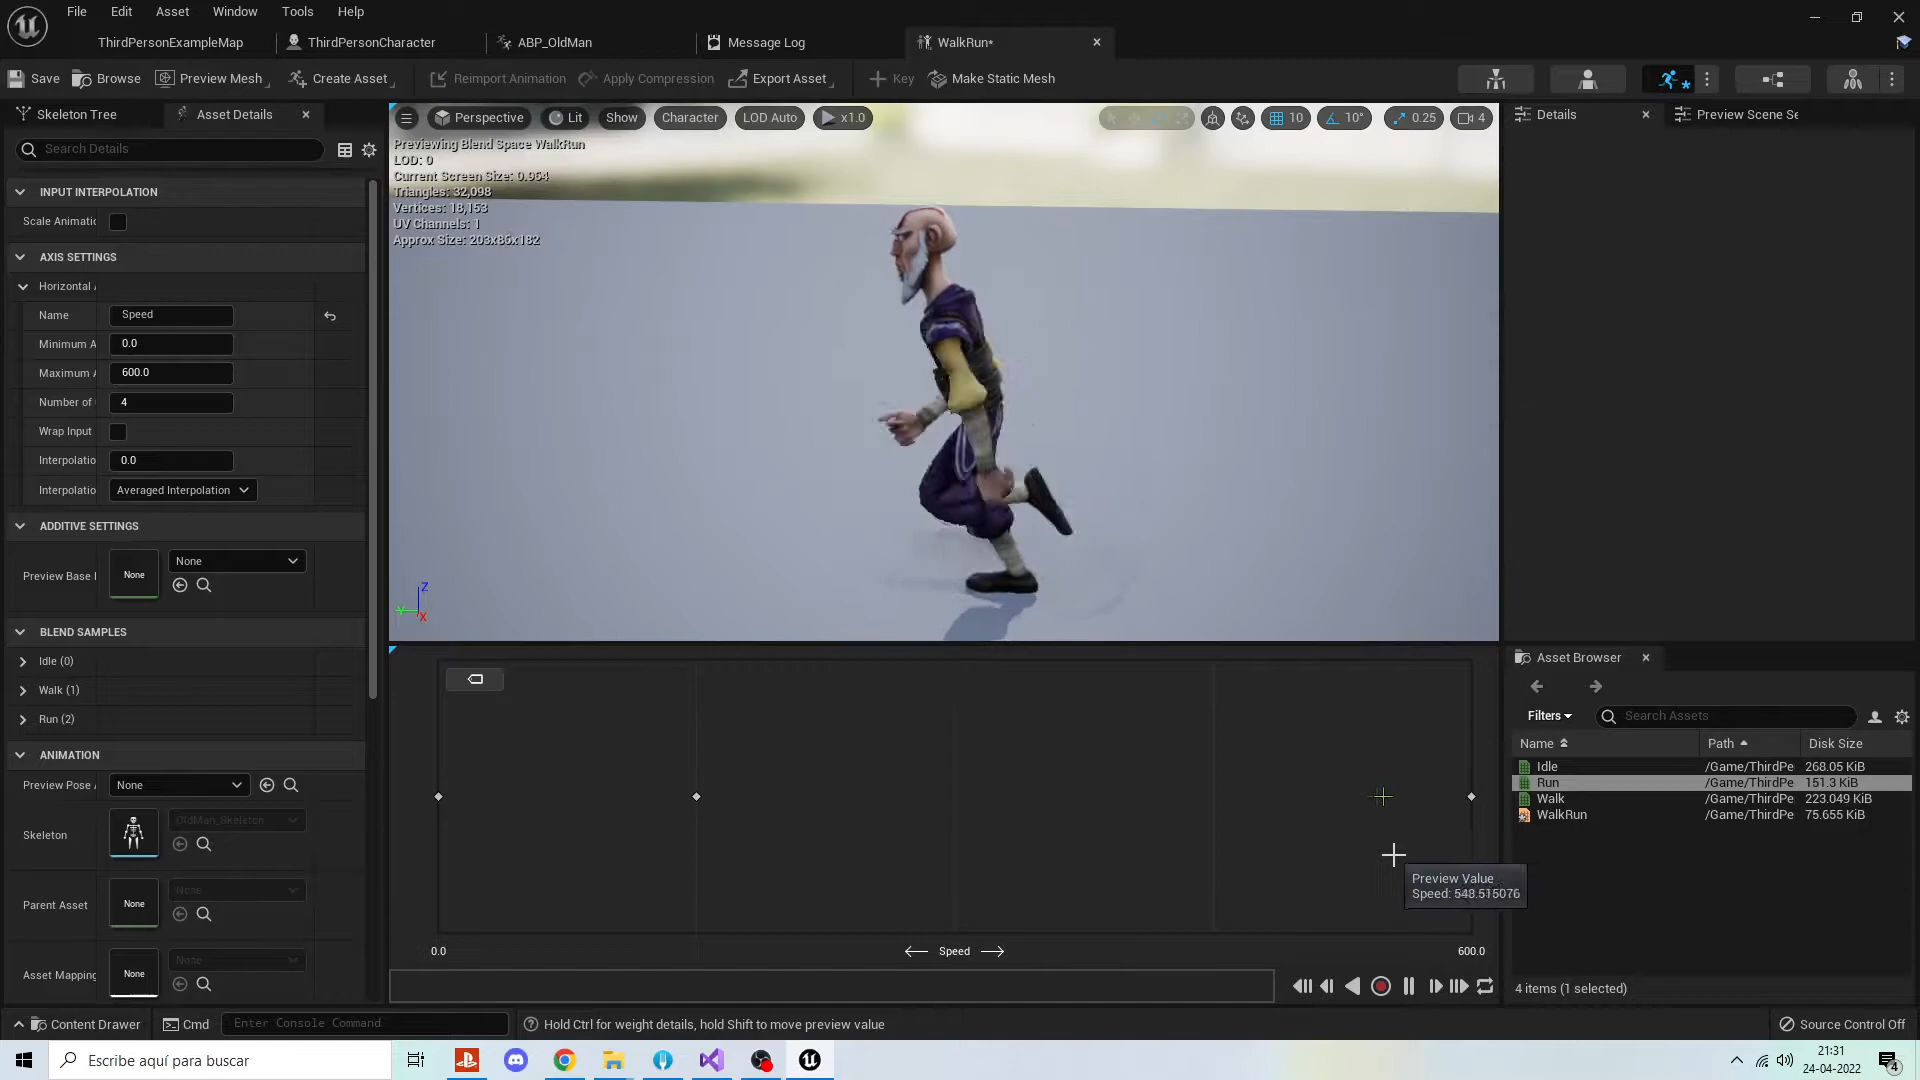 File Edit Asset Window Tools Help
ThirdPersonExampleMap ThirdPersonCharacter ABP_OldMan Message Log WalkRun*
Save Browse Preview Mesh Create Asset Reimport Animation Apply Compression Export Asset Key Make Static Mesh
Skeleton Tree Asset Details
Search Details
INPUT INTERPOLATION
Scale Animatic
AXIS SETTINGS
Horizontal
Name Speed
Minimum A 0.0
Maximum 600.0
Number of 4
Wrap Input
Interpolatio 0.0
Interpolatio Averaged Interpolation
ADDITIVE SETTINGS
Preview Base None None
BLEND SAMPLES
Idle (0)
Walk (1)
Run (2)
ANIMATION
Preview Pose None
Skeleton OldMan_Skeleton
Parent Asset None None
Asset Mapping None None
Perspective Lit Show Character LOD Auto x1.0
10 10° 0.25 4
Previewing Blend Space WalkRun
LOD: 0
Current Screen Size: 0.954
Triangles: 32,098
Vertices: 18,153
UV Channels: 1
Approx Size: 203x86x182
Z
Y
X
Preview Value
Speed: 548.515076
0.0 Speed 600.0
Details Preview Scene Se
Asset Browser
Filters Search Assets
Name Path Disk Size
Idle /Game/ThirdPe 268.05 KiB
Run /Game/ThirdPe 151.3 KiB
Walk /Game/ThirdPe 223.049 KiB
WalkRun /Game/ThirdPe 75.655 KiB
4 items (1 selected)
Content Drawer Cmd Enter Console Command Hold Ctrl for weight details, hold Shift to move preview value Source Control Off
Escribe aquí para buscar
21:31
24-04-2022
4